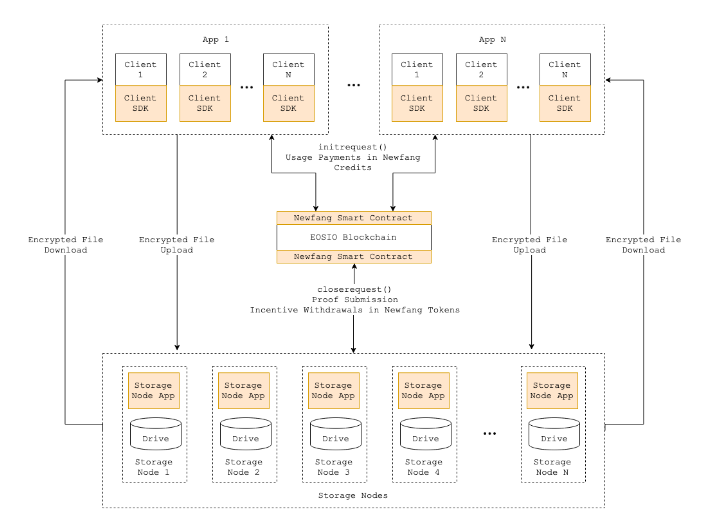 App 1
App N
Client
1
Client
2
Client
N
Client
1
Client
2
Client
N
...
...
...
Client
SDK
Client
SDK
Client
SDK
Client
SDK
Client
SDK
Client
SDK
initrequest()
Usage Payments in Newfang
Credits
Newfang Smart Contract
EOSIO Blockchain
Newfang Smart Contract
Encrypted File
Download
Encrypted File
Upload
Encrypted File
Upload
Encrypted File
Download
closerequest()
Proof Submission
Incentive Withdrawals in Newfang Tokens
Storage
Node App
Storage
Node App
Storage
Node App
Storage
Node App
Storage
Node App
Drive
Drive
Drive
Drive
...
Drive
Storage
Node 1
Storage
Node 2
Storage
Node 3
Storage
Node 4
Storage
Node N
Storage Nodes